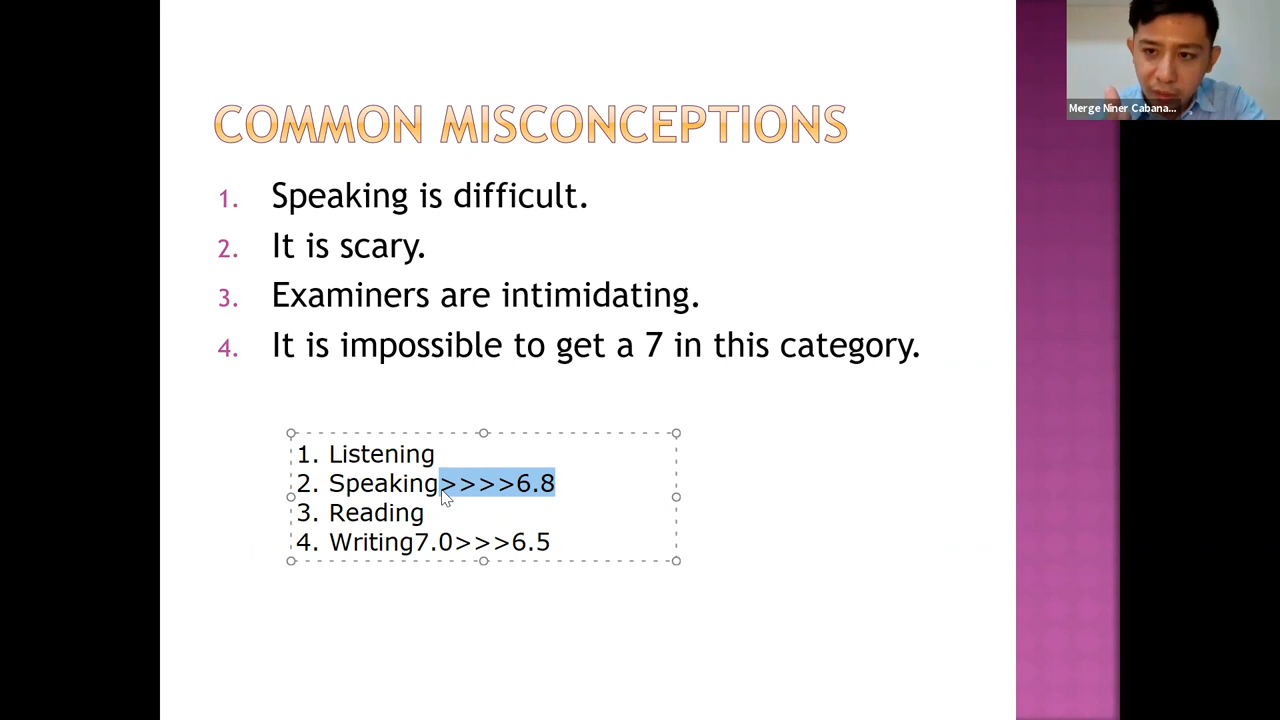 Merge Niner Cabana...
COMMON MISCONCEPTIONS
1. Speaking is difficult.
2. It is scary.
3. Examiners are intimidating.
4. It is impossible to get a 7 in this category.
1. Listening
2. Speaking>>>>6.8
3. Reading
4. Writing7.0>>>6.5